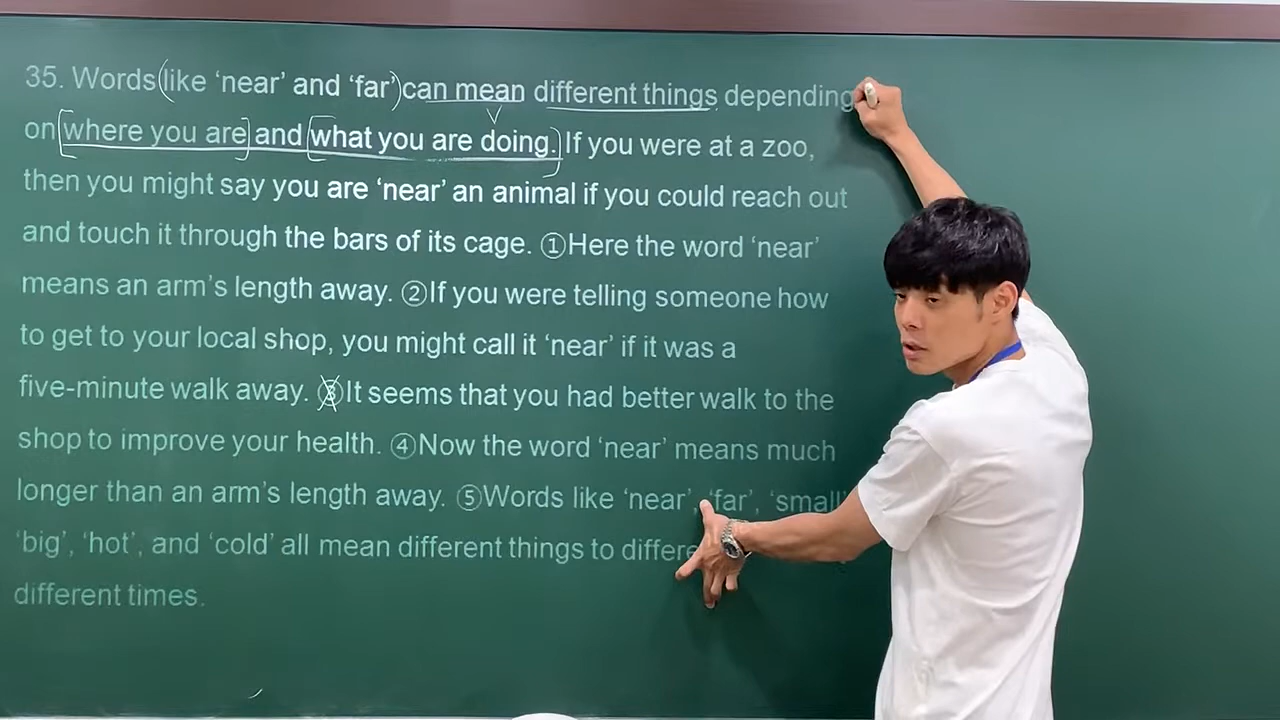 35. Words like ‘near’ and ‘far’ can mean different things depending
on where you are and what you are doing. If you were at a zoo,
then you might say you are ‘near’ an animal if you could reach out
and touch it through the bars of its cage. ①Here the word ‘near’
means an arm’s length away. ②If you were telling someone how
to get to your local shop, you might call it ‘near’ if it was a
five-minute walk away. ③It seems that you had better walk to the
shop to improve your health. ④Now the word ‘near’ means much
longer than an arm’s length away. ⑤Words like ‘near’, ‘far’, ‘small’
‘big’, ‘hot’, and ‘cold’ all mean different things to
different times.